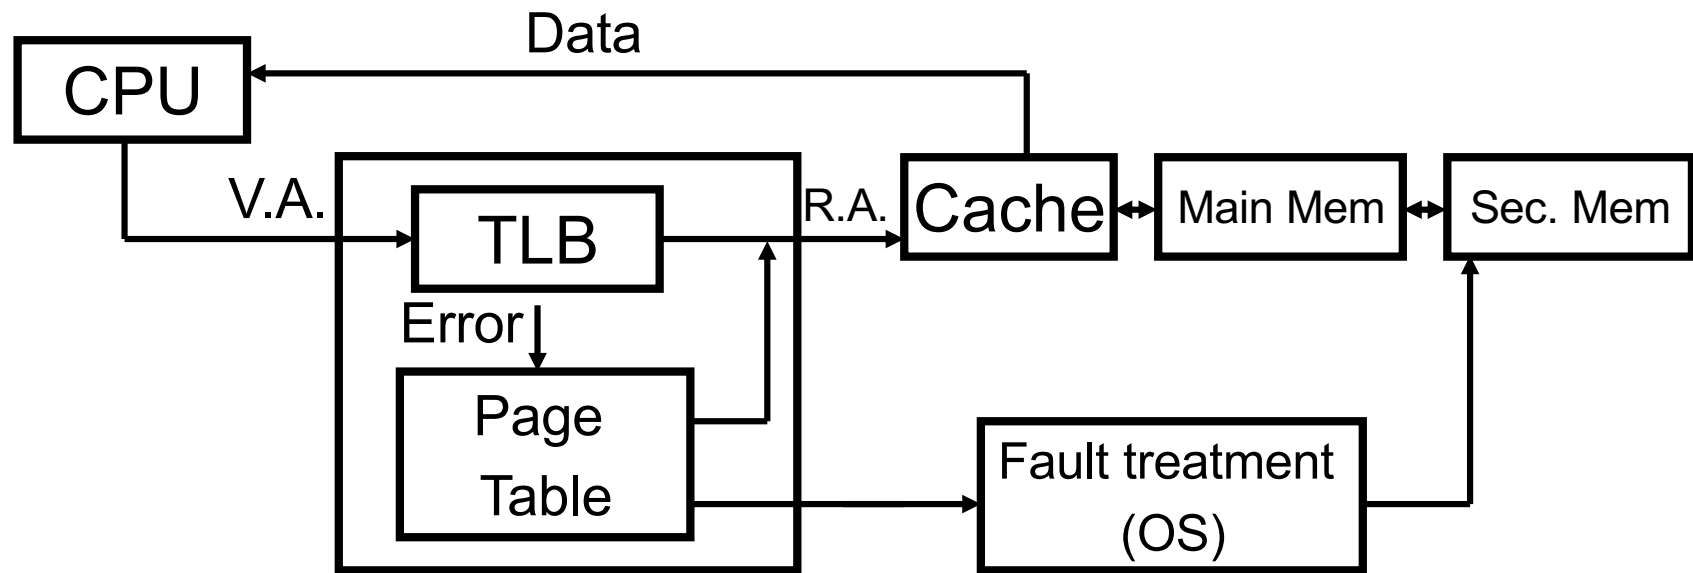 Data
CPU
V.A.
TLB
R.A.
Cache
Main Mem
Sec. Mem
Error
Page
Table
Fault treatment
(OS)